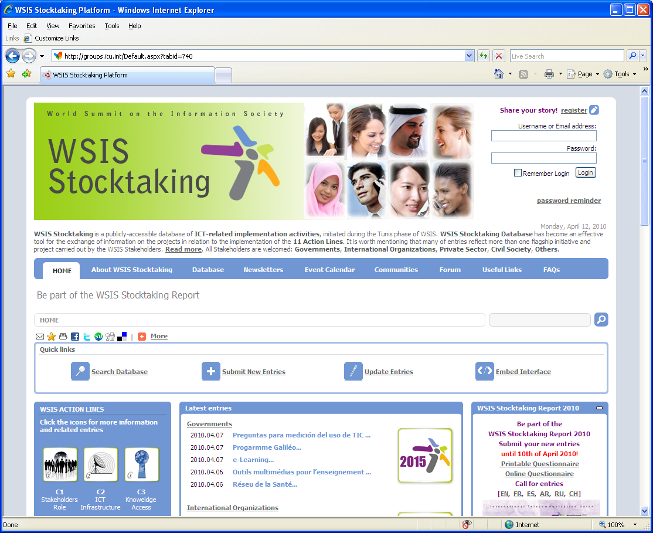 WSIS Stocktaking Platform - Windows Internet Explorer
File Edit View Favorites Tools Help
Links Customize Links
http://groups.itu.int/Default.aspx?tabid=740
Live Search
WSIS Stocktaking Platform
Page Tools
World Summit on the Information Society
WSIS
Stocktaking
Share your story! register
Username or Email address:
Password:
Remember Login Login
password reminder
Monday, April 12, 2010
WSIS Stocktaking is a publicly-accessible database of ICT-related implementation activities, initiated during the Tunis phase of WSIS. WSIS Stocktaking Database has become an effective
tool for the exchange of information on the projects in relation to the implementation of the 11 Action Lines. It is worth mentioning that many of entries reflect more than one flagship initiative and
project carried out by the WSIS Stakeholders. Read more. All Stakeholders are welcomed: Governments, International Organizations, Private Sector, Civil Society, Others.
HOME About WSIS Stocktaking Database Newsletters Event Calendar Communities Forum Useful Links FAQs
Be part of the WSIS Stocktaking Report
HOME
| More
Quick links
Search Database Submit New Entries Update Entries Embed Interlace
WSIS ACTION LINES
Click the icons for more information
and related entries
C1 C2 C3
Stakeholders ICT Knowledge
Role Infrastructure Access
Latest entries
Governments
2010.04.07 Preguntas para medición del uso de TIC ...
2010.04.07 Progarmme Galiléo...
2010.04.07 e-Learning...
2010.04.06 Outils multimédias pour l'enseignement ...
2010.04.06 Réseu de la Santé...
2015
International Organizations
WSIS Stocktaking Report 2010
Be part of the
WSIS Stocktaking Report 2010
Submit your new entries
until 10th of April 2010!
Printable Questionnaire
Online Questionnaire
Call for entries
[EN, FR, ES, AR, RU, CH]
Done Internet 100%